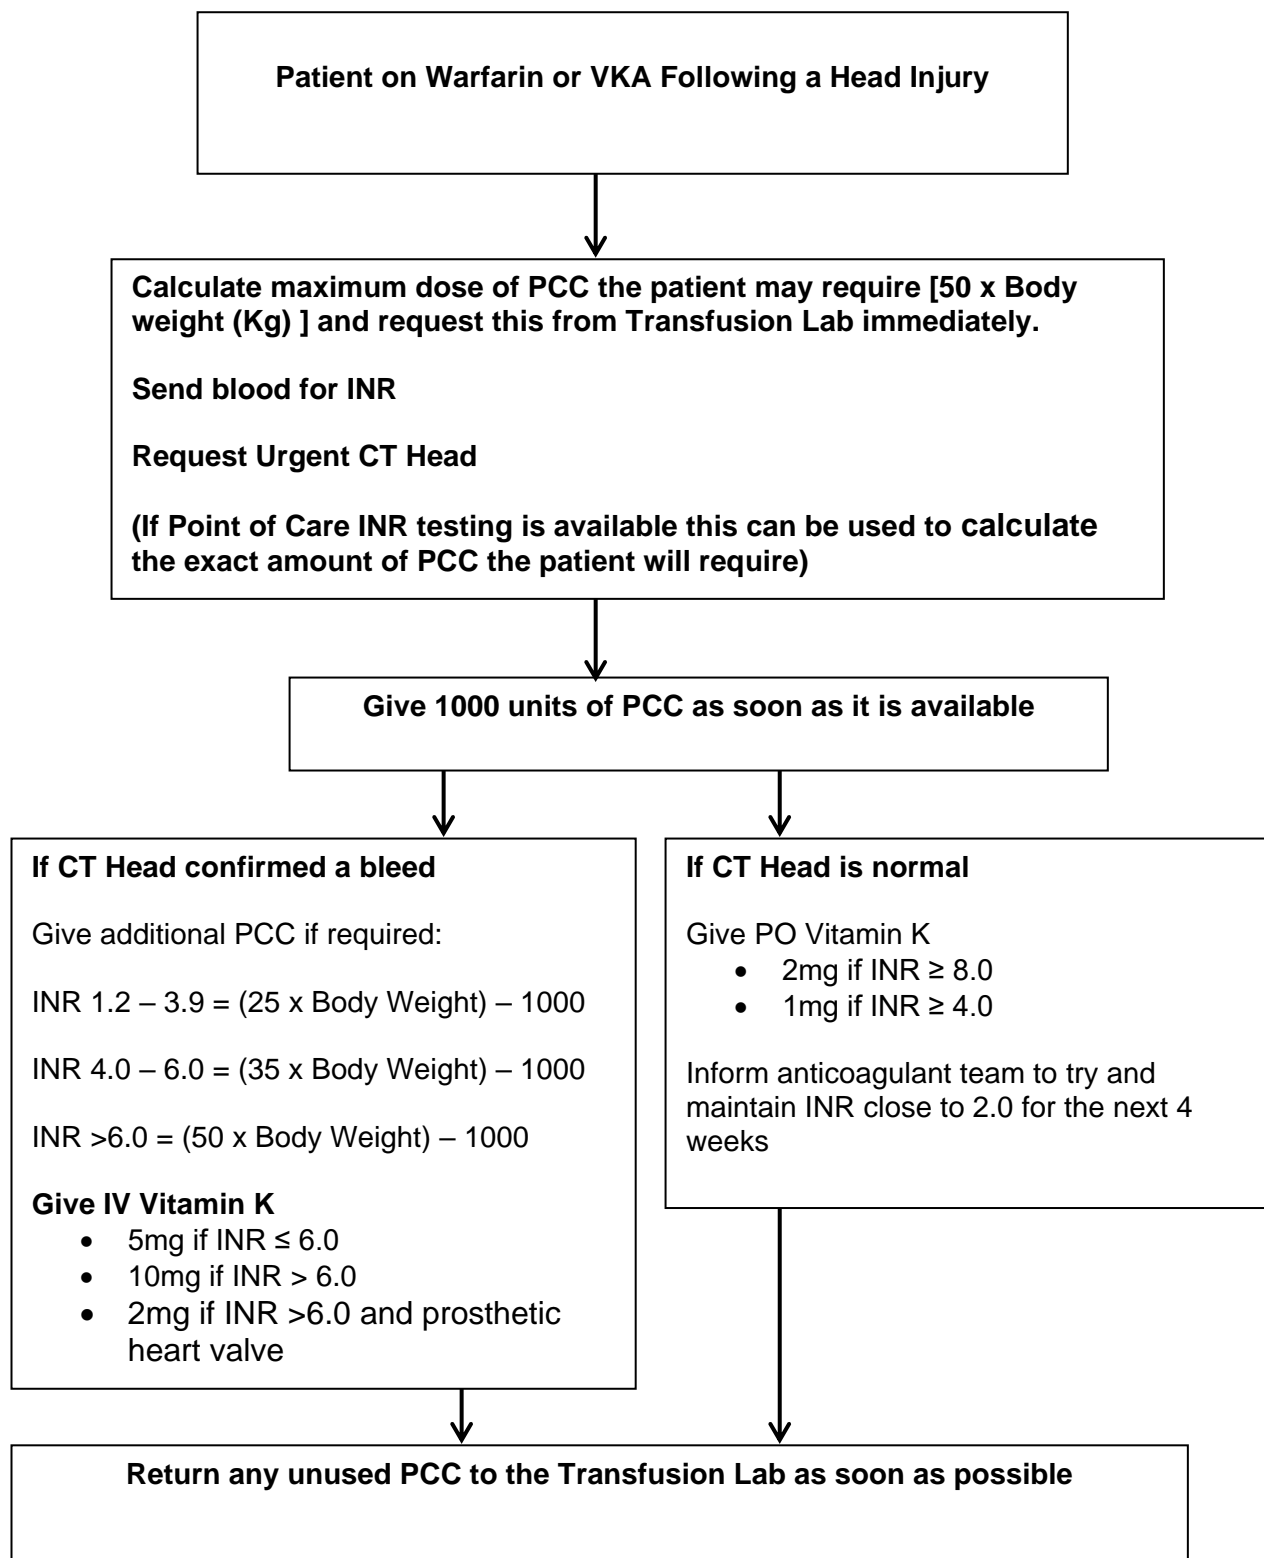 Patient on Warfarin or VKA Following a Head Injury
Calculate maximum dose of PCC the patient may require [50 x Body
weight (Kg) ] and request this from Transfusion Lab immediately.
Send blood for INR
Request Urgent CT Head
(If Point of Care INR testing is available this can be used to calculate
the exact amount of PCC the patient will require)
Give 1000 units of PCC as soon as it is available
If CT Head confirmed a bleed
Give additional PCC if required:
INR 1.2 – 3.9 = (25 x Body Weight) – 1000
INR 4.0 – 6.0 = (35 x Body Weight) – 1000
INR >6.0 = (50 x Body Weight) – 1000
Give IV Vitamin K
• 5mg if INR ≤ 6.0
• 10mg if INR > 6.0
• 2mg if INR >6.0 and prosthetic
heart valve
If CT Head is normal
Give PO Vitamin K
• 2mg if INR ≥ 8.0
• 1mg if INR ≥ 4.0
Inform anticoagulant team to try and
maintain INR close to 2.0 for the next 4
weeks
Return any unused PCC to the Transfusion Lab as soon as possible